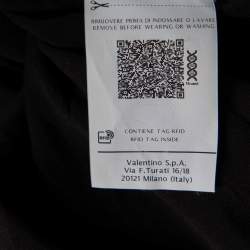 RIMUOVERE PRIMA DI INDOSSARE O LAVARE
REMOVE BEFORE WEARING OR WASHING
CONTIENE TAG RFID
RFID TAG INSIDE
Valentino S.p.A.
Via F.Turati 16/18
20121 Milano (Italy)